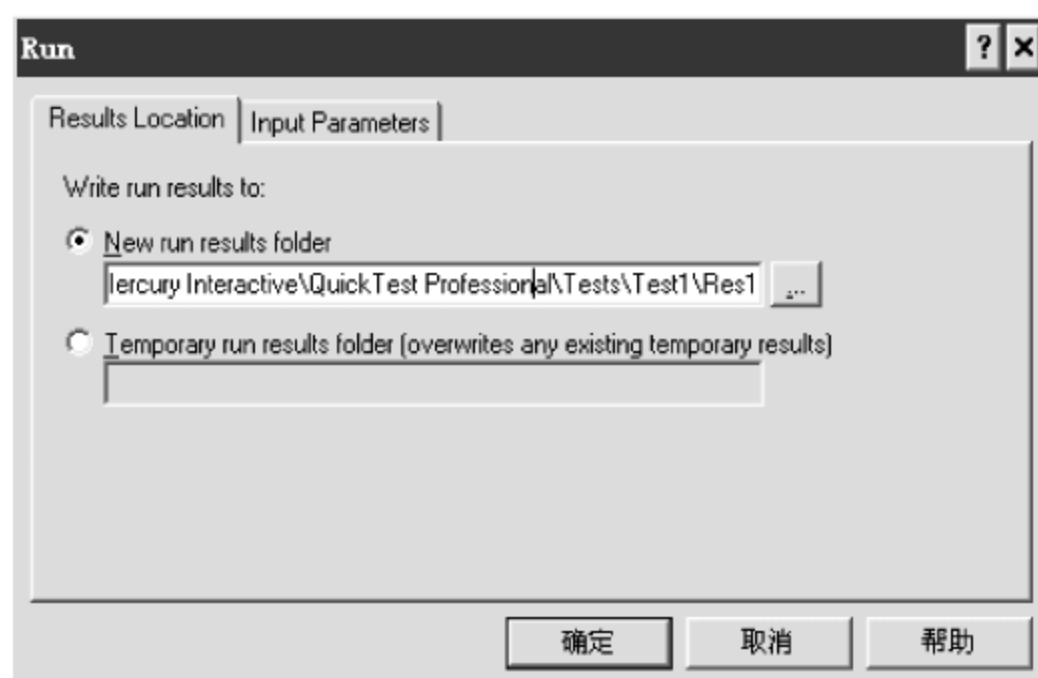 Run
Results Location
Input Parameters
Write run results to:
New run results folder
lercury Interactive\QuickTest Professional\Tests\Test1\Res1
...
Temporary run results folder (overwrites any existing temporary results)
确定
取消
帮助